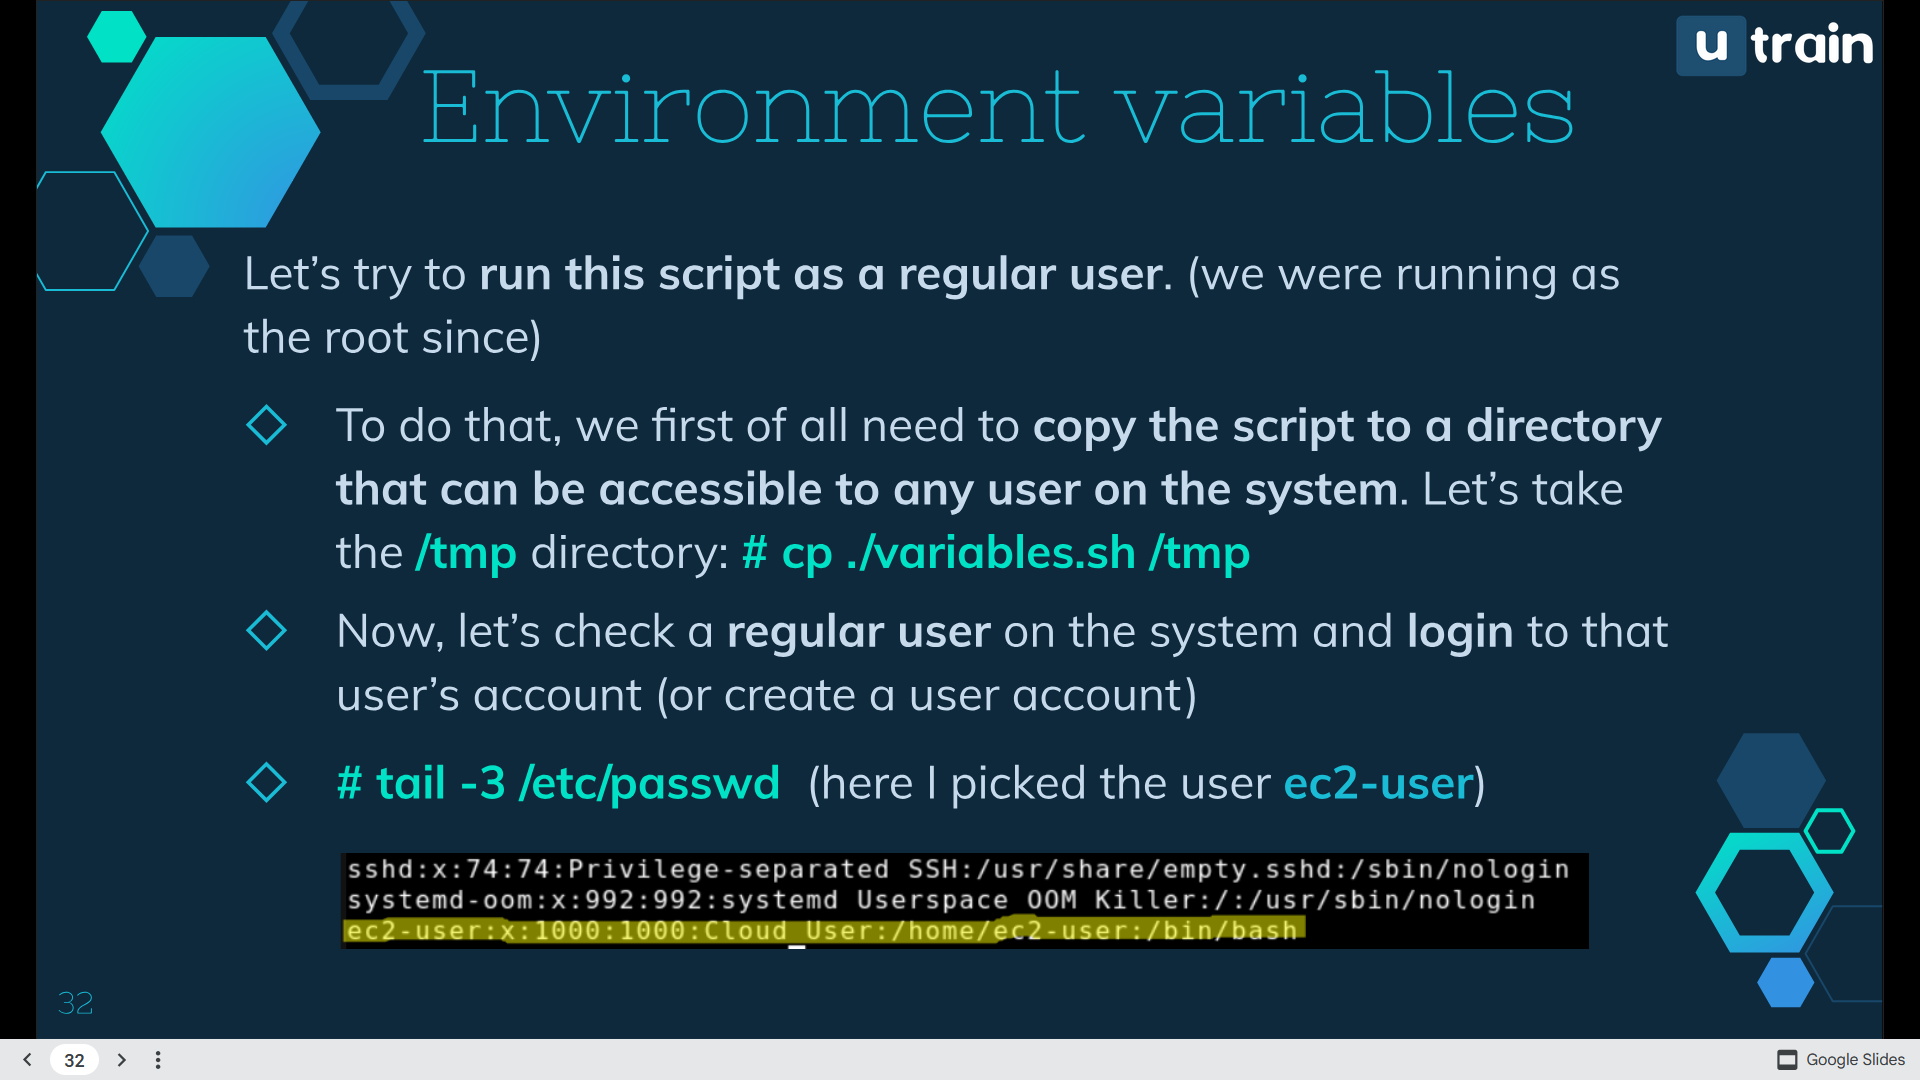 u train
Environment variables
Let’s try to run this script as a regular user. (we were running as
the root since)
To do that, we first of all need to copy the script to a directory
that can be accessible to any user on the system. Let’s take
the /tmp directory: # cp ./variables.sh /tmp
Now, let’s check a regular user on the system and login to that
user’s account (or create a user account)
# tail -3 /etc/passwd (here I picked the user ec2-user)
sshd:x:74:74:Privilege-separated SSH:/usr/share/empty.sshd:/sbin/nologin
systemd-oom:x:992:992:systemd Userspace OOM Killer:/:/usr/sbin/nologin
ec2-user:x:1000:1000:Cloud User:/home/ec2-user:/bin/bash
32
32
Google Slides